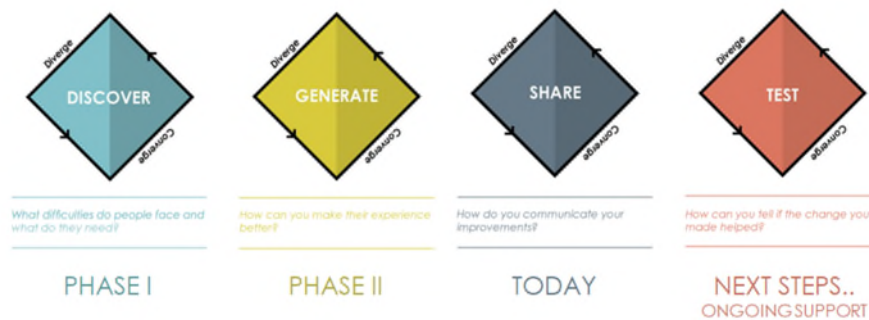 Diverge
DISCOVER
Converge
What difficulties do people face and
what do they need?
PHASE I
Diverge
GENERATE
Converge
How can you make their experience
better?
PHASE II
Diverge
SHARE
Converge
How do you communicate your
improvements?
TODAY
Diverge
TEST
Converge
How can you tell if the change you
made helped?
NEXT STEPS..
ONGOING SUPPORT